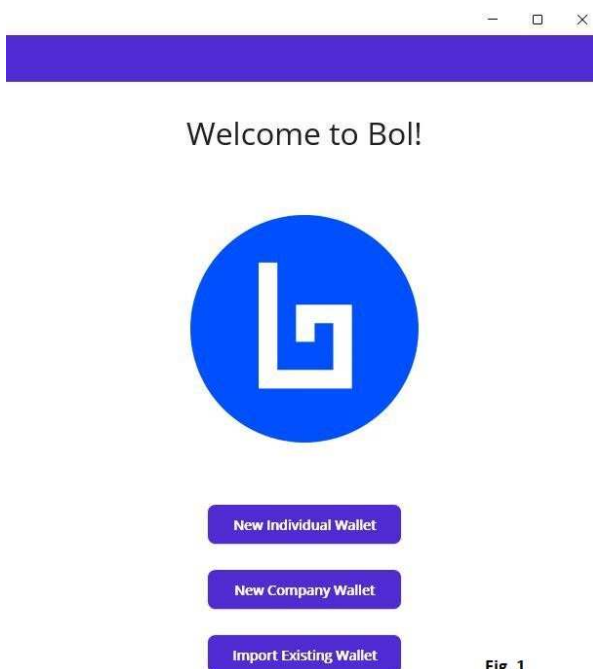 Welcome to Bol!
New Individual Wallet
New Company Wallet
Import Existing Wallet
Fig. 1